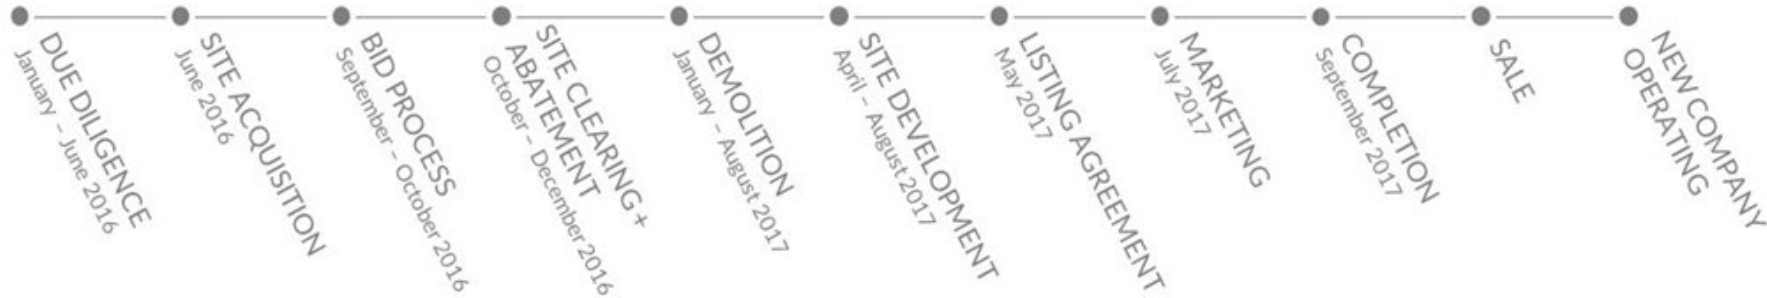 DUE DILIGENCE
January – June 2016
SITE ACQUISITION
June 2016
BID PROCESS
September – October 2016
SITE CLEARING +
ABATEMENT
October – December 2016
DEMOLITION
January – August 2017
SITE DEVELOPMENT
April – August 2017
LISTING AGREEMENT
May 2017
MARKETING
July 2017
COMPLETION
September 2017
SALE
NEW COMPANY
OPERATING